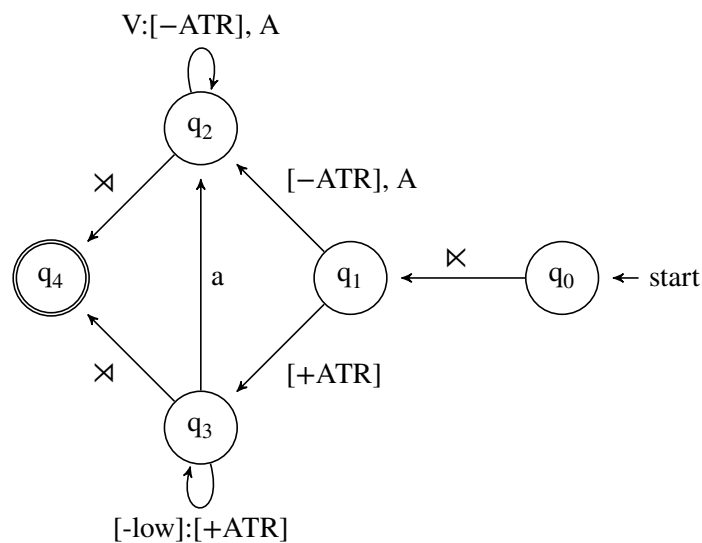 V:[−ATR], A
q₂
⋊
[−ATR], A
q₄
a
q₁
⋉
q₀
start
⋊
[+ATR]
q₃
[-low]:[+ATR]